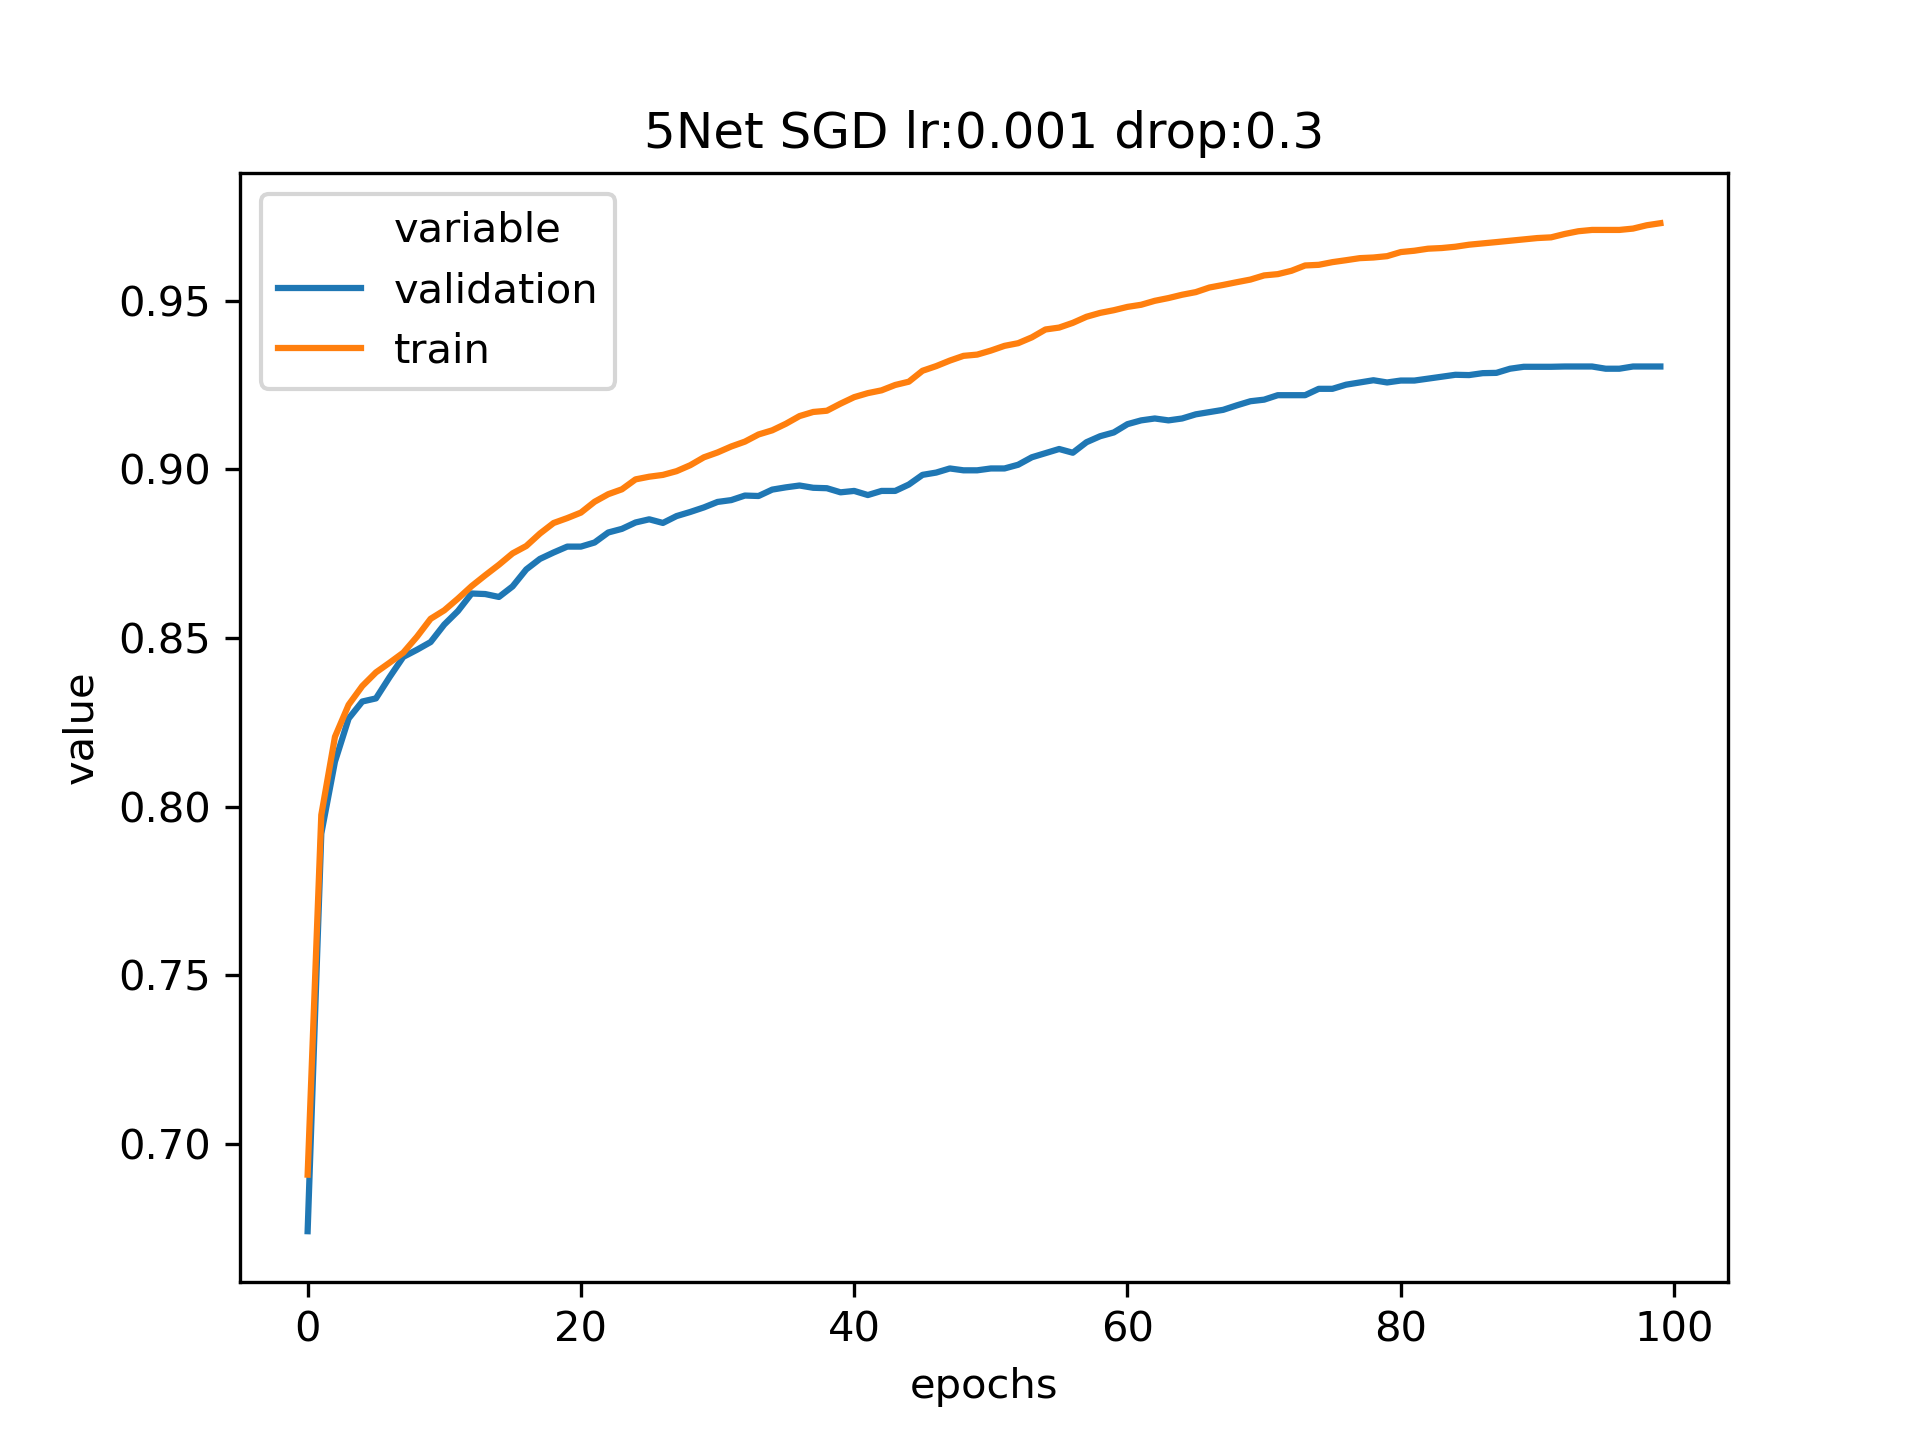 5Net SGD lr:0.001 drop:0.3
variable
validation
train
0.95
0.90
0.85
0.80
0.75
0.70
value
0 20 40 60 80 100
epochs